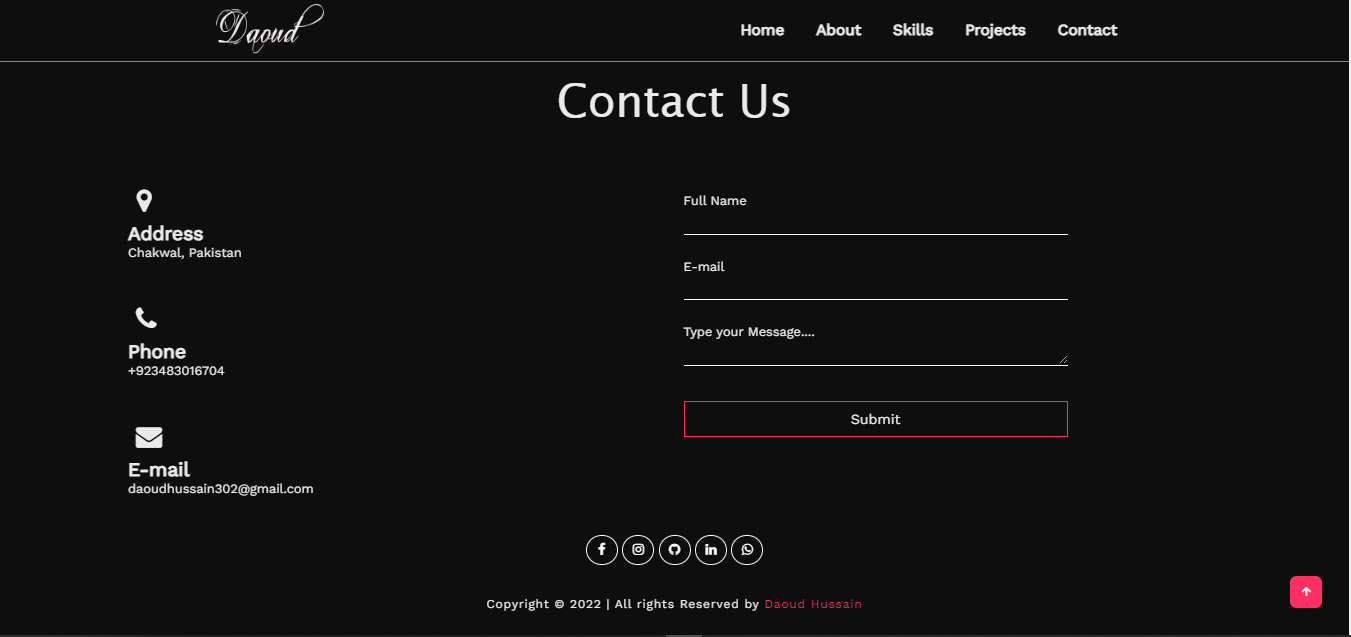 Daoud
Home About Skills Projects Contact
Contact Us
Address
Chakwal, Pakistan
Phone
+923483016704
E-mail
daoudhussain302@gmail.com
Full Name
E-mail
Type your Message....
Submit
Copyright © 2022 | All rights Reserved by Daoud Hussain